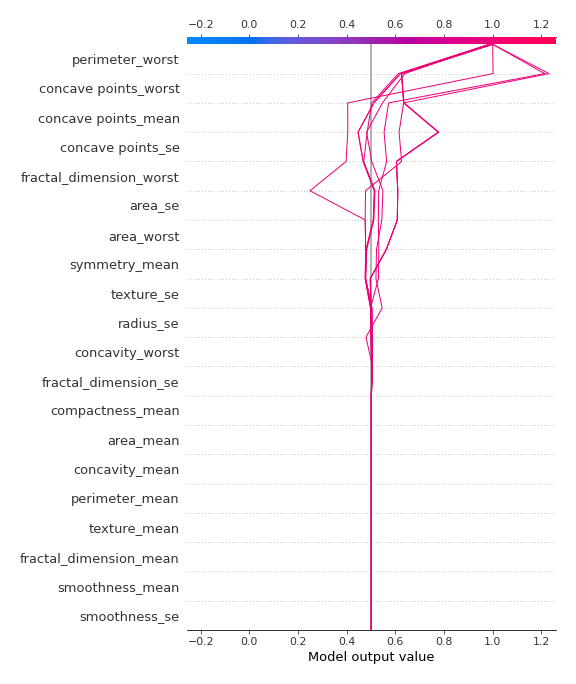 −0.2 0.0 0.2 0.4 0.6 0.8 1.0 1.2
perimeter_worst
concave points_worst
concave points_mean
concave points_se
fractal_dimension_worst
area_se
area_worst
symmetry_mean
texture_se
radius_se
concavity_worst
fractal_dimension_se
compactness_mean
area_mean
concavity_mean
perimeter_mean
texture_mean
fractal_dimension_mean
smoothness_mean
smoothness_se
−0.2 0.0 0.2 0.4 0.6 0.8 1.0 1.2
Model output value